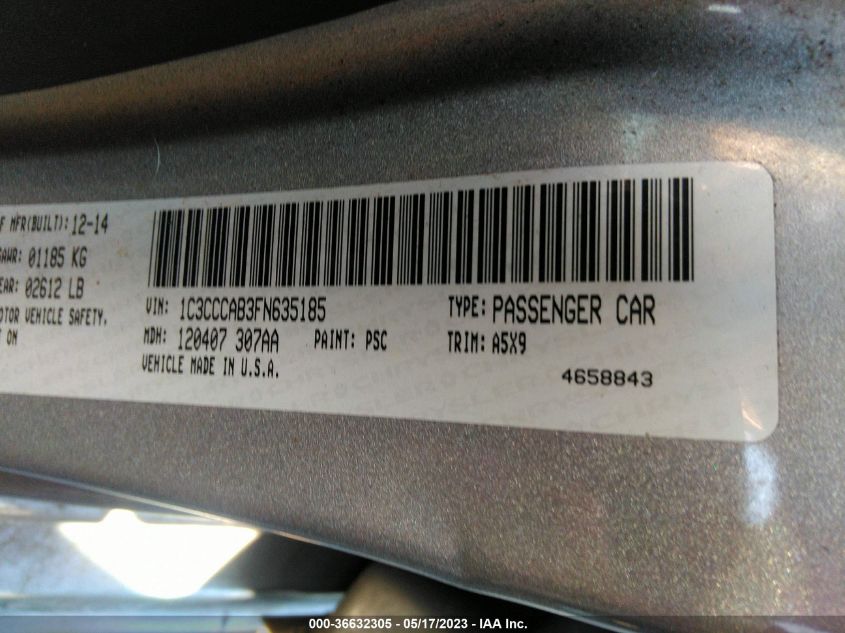 F MFR(BUILT): 12-14
GAWR: 01185 KG
EAR: 02612 LB
OTOR VEHICLE SAFETY.
T ON
VIN: 1C3CCCAB3FN635185 TYPE: PASSENGER CAR
MDH: 120407 307AA PAINT: PSC TRIM: A5X9
VEHICLE MADE IN U.S.A.
4658843
000-36632305 - 05/17/2023 - IAA Inc.